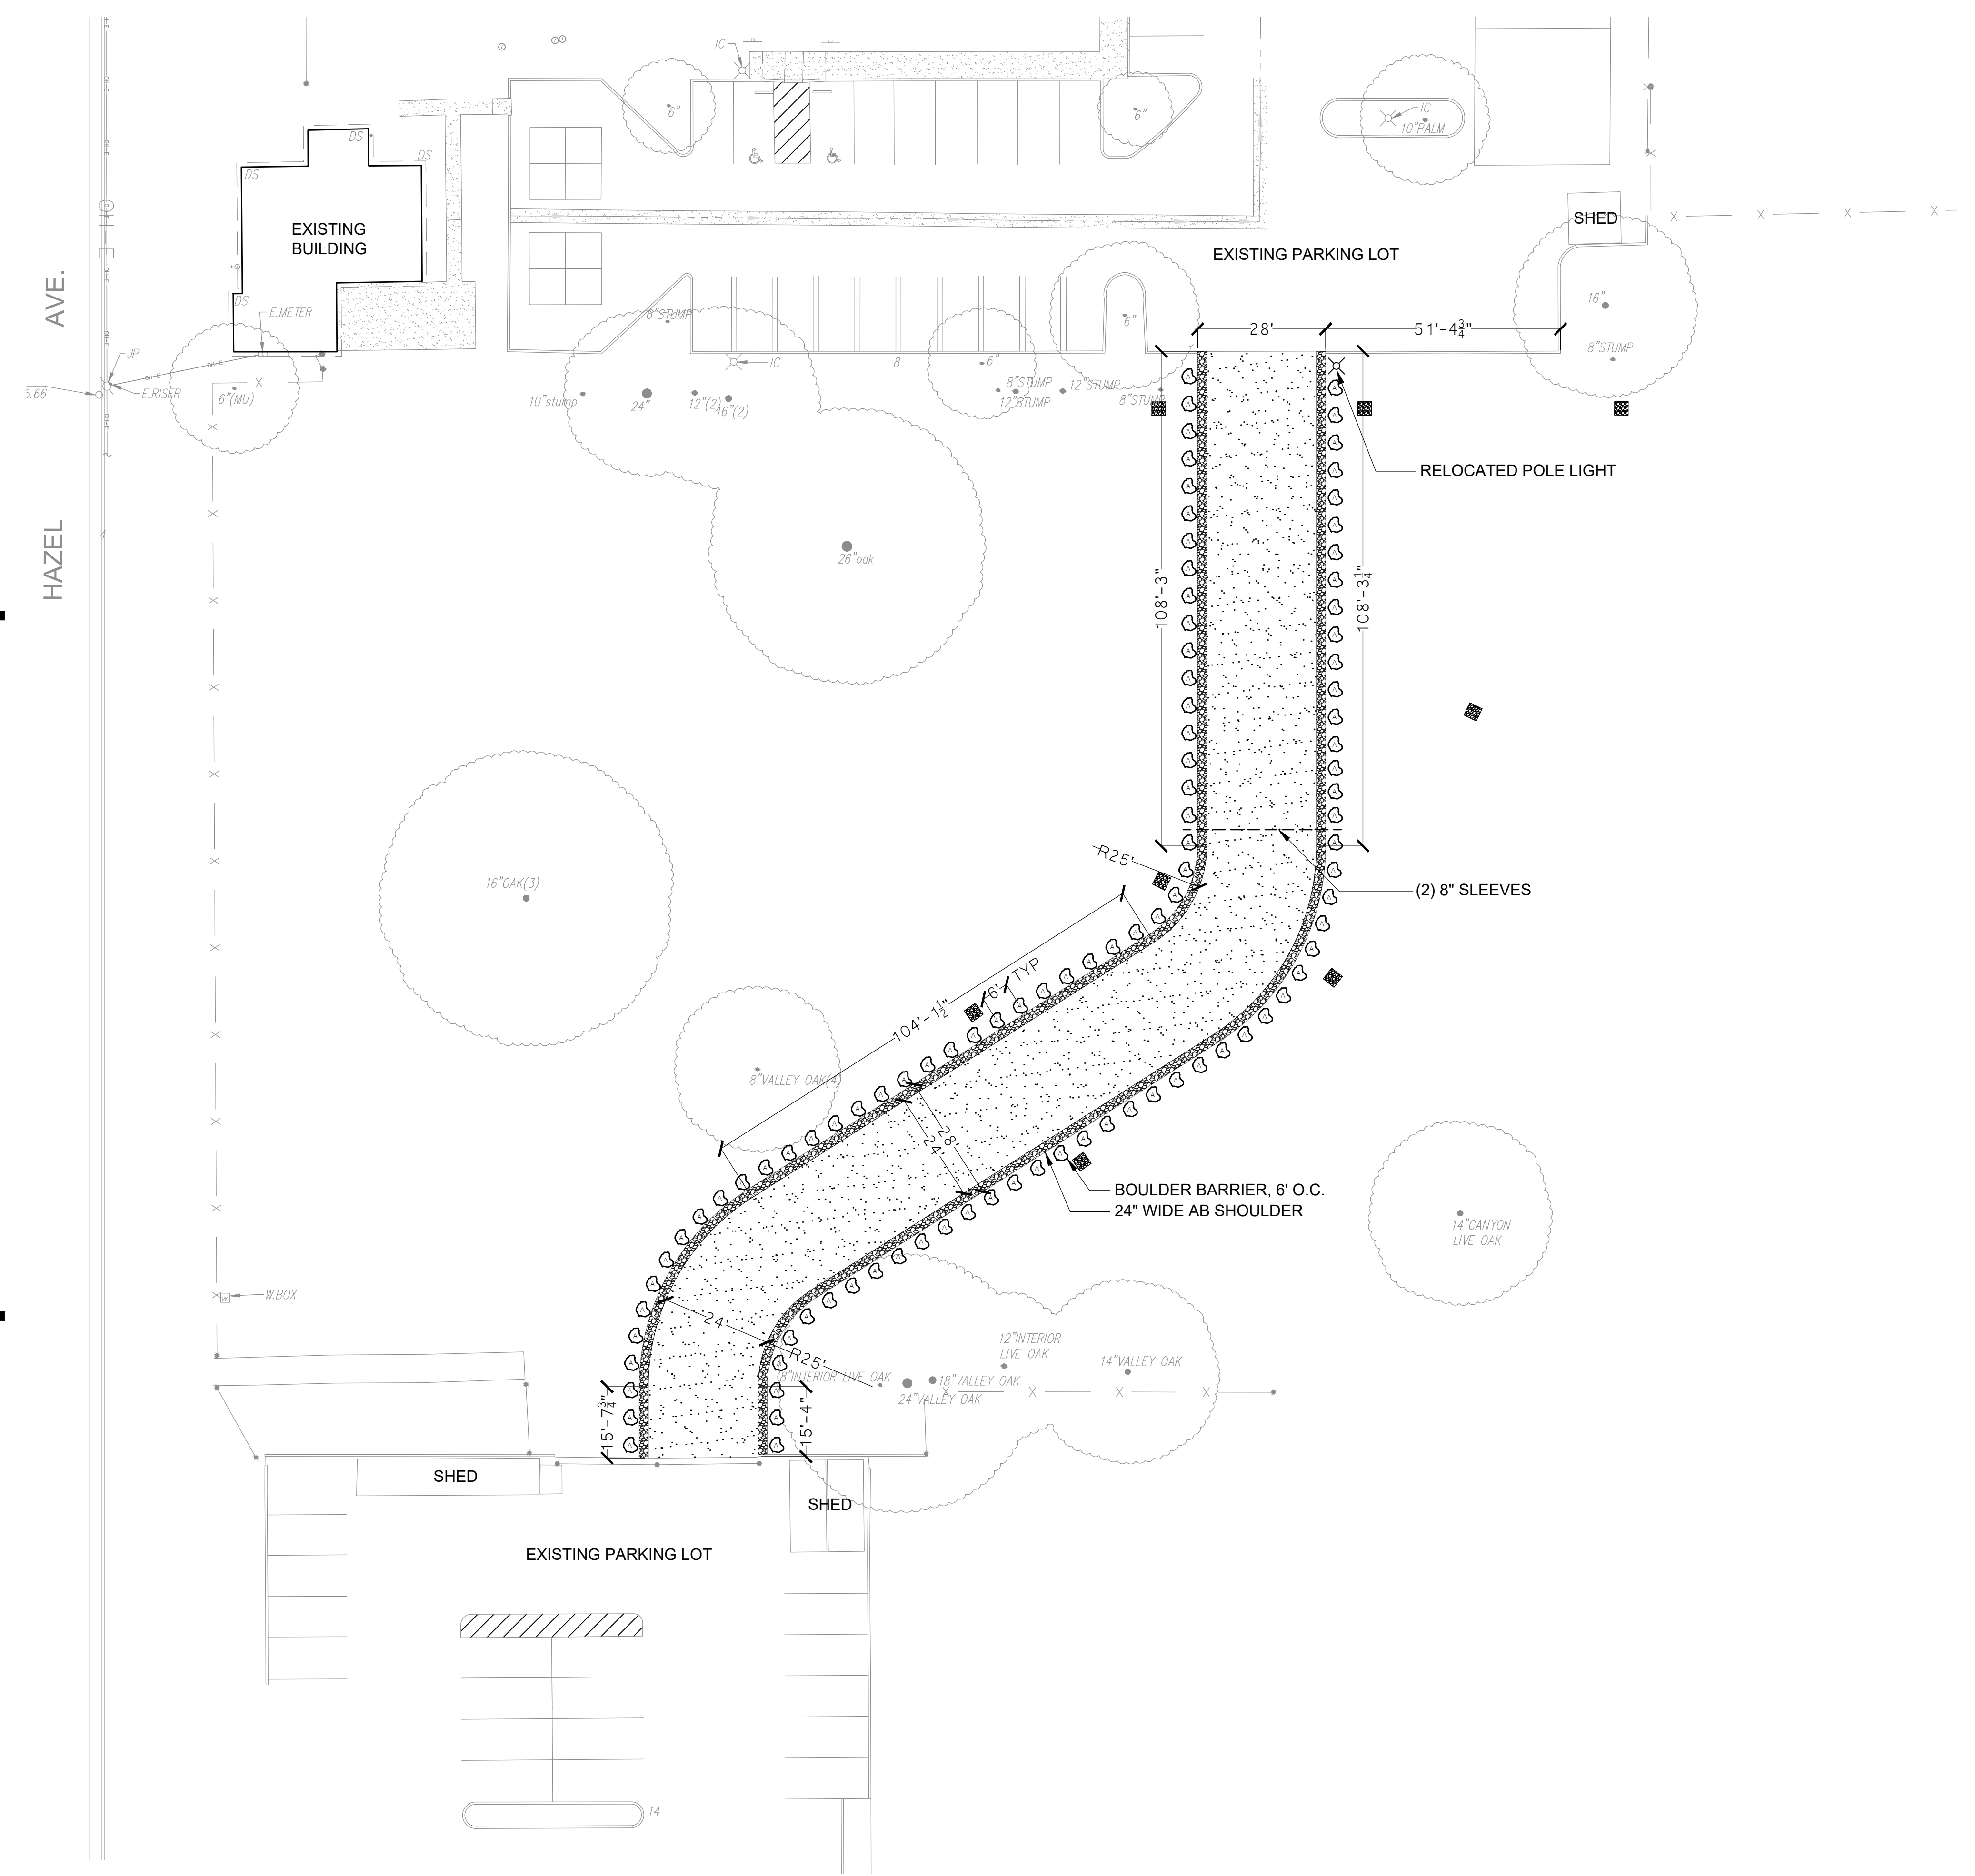 IC
6"
6"
IC
10"PALM
DS
DS
DS
EXISTING
BUILDING
SHED
EXISTING PARKING LOT
AVE.
DS
E.METER
6"STUMP
6"
16"
28'
51'-4¾"
JP
OH-E
IC
8
6"
8"STUMP
5.66
E.RISER
6"(MU)
10"stump
24"
12"(2)
16"(2)
8"STUMP
12"STUMP
12"STUMP
8"STUMP
RELOCATED POLE LIGHT
HAZEL
4
26"oak
108'-3"
108'-3¼"
R25'
16"OAK(3)
(2) 8" SLEEVES
6' TYP
104'-1½"
8"VALLEY OAK(4)
28'
24'
BOULDER BARRIER, 6' O.C.
24" WIDE AB SHOULDER
14"CANYON
LIVE OAK
W.BOX
W
24'
R25'
12"INTERIOR
LIVE OAK
14"VALLEY OAK
8"INTERIOR LIVE OAK
18"VALLEY OAK
24"VALLEY OAK
15'-7¾"
15'-4"
SHED
SHED
EXISTING PARKING LOT
14